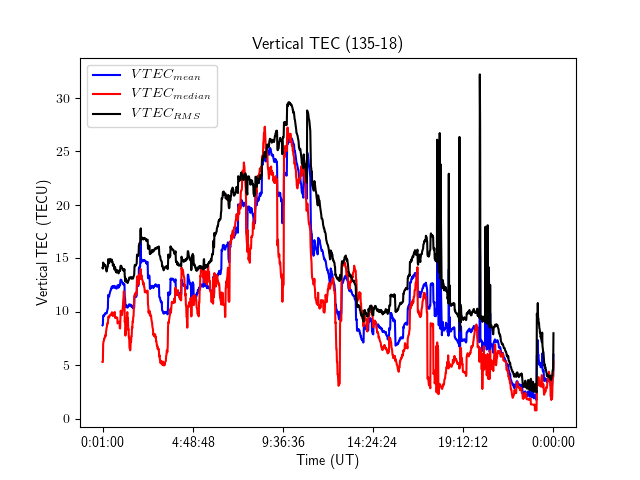 Vertical TEC (135-18)
VTEC_mean
VTEC_median
VTEC_RMS
30
25
20
15
10
5
0
Vertical TEC (TECU)
0:01:00 4:48:48 9:36:36 14:24:24 19:12:12 0:00:00
Time (UT)